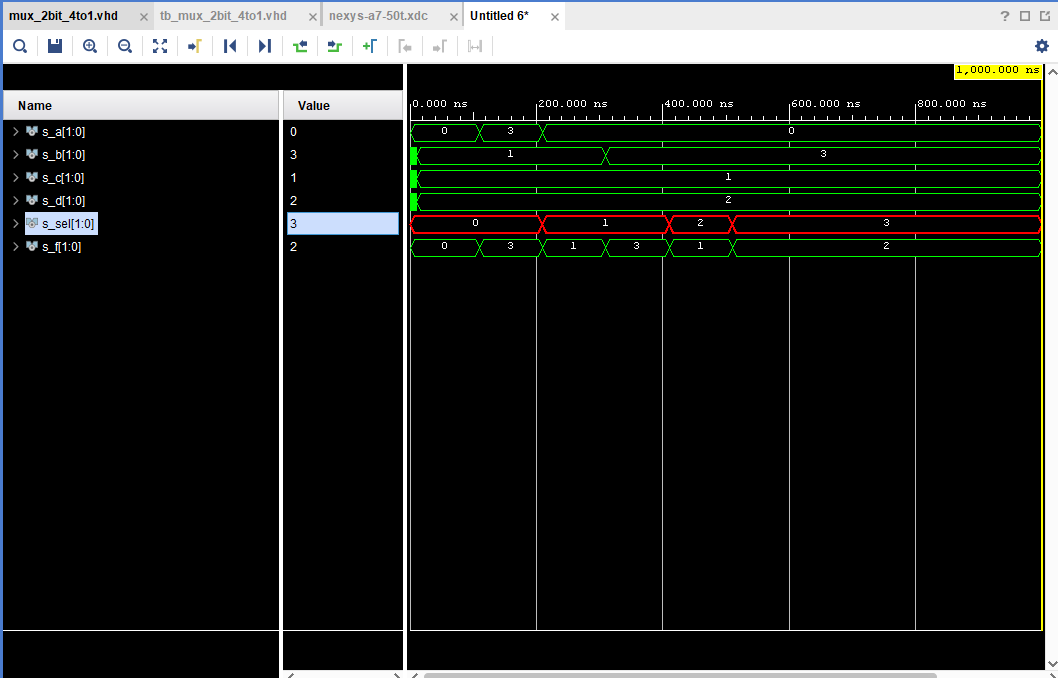 mux_2bit_4to1.vhd × tb_mux_2bit_4to1.vhd × nexys-a7-50t.xdc × Untitled 6* × ?
1,000.000 ns
Name Value 0.000 ns 200.000 ns 400.000 ns 600.000 ns 800.000 ns
s_a[1:0] 0 0 3 0
s_b[1:0] 3 1 3
s_c[1:0] 1 1
s_d[1:0] 2 2
s_sel[1:0] 3 0 1 2 3
s_f[1:0] 2 0 3 1 3 1 2